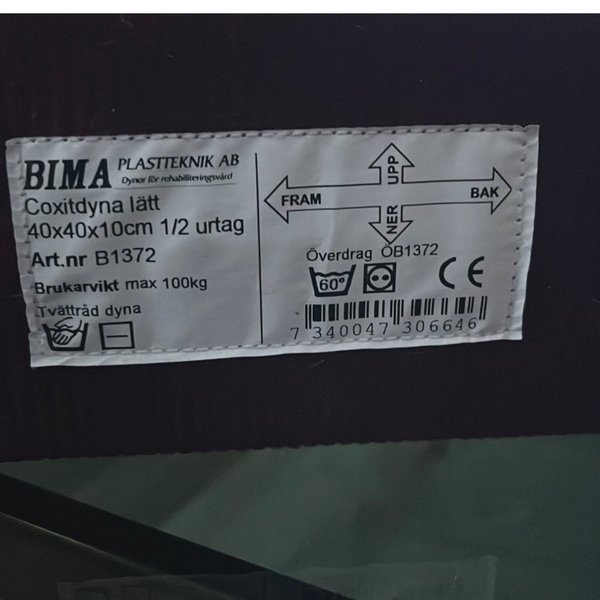 BIMA PLASTTEKNIK AB
Dynor för rehabiliteringsvård
Coxitdyna lätt
40x40x10cm 1/2 urtag
Art.nr B1372
Brukarvikt max 100kg
Tvättråd dyna
UPP
FRAM
BAK
NER
Överdrag ÖB1372
60°
CE
7 340047 306646